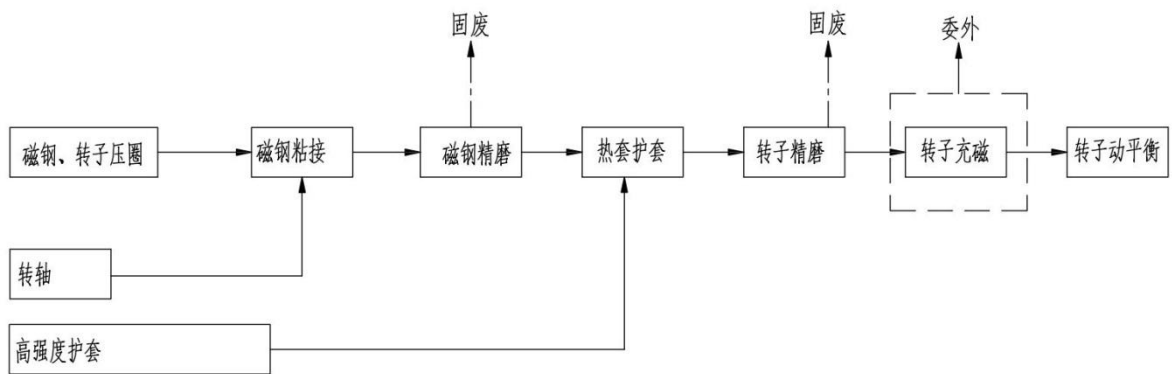 固废
固废
委外
磁钢、转子压圈
磁钢粘接
磁钢精磨
热套护套
转子精磨
转子充磁
转子动平衡
转轴
高强度护套